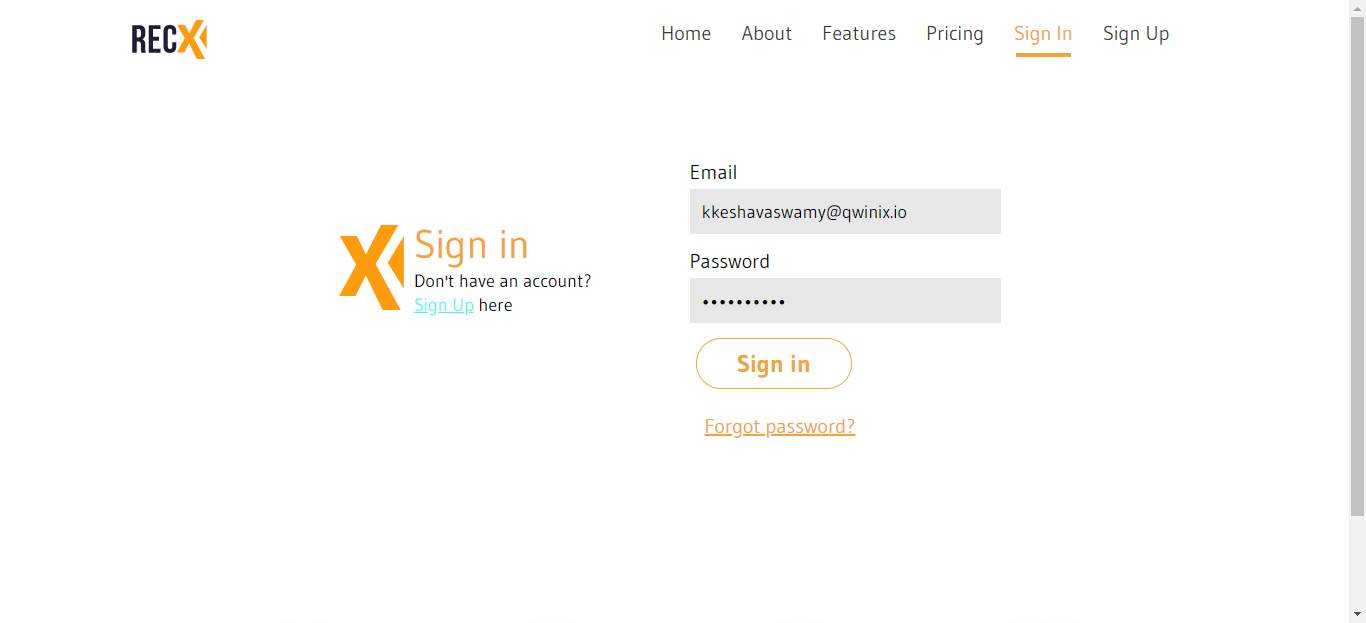 RECX
Home About Features Pricing Sign In Sign Up
Email
kkeshavaswamy@qwinix.io
Sign in
Don't have an account?
Sign Up here
Password
••••••••••
Sign in
Forgot password?